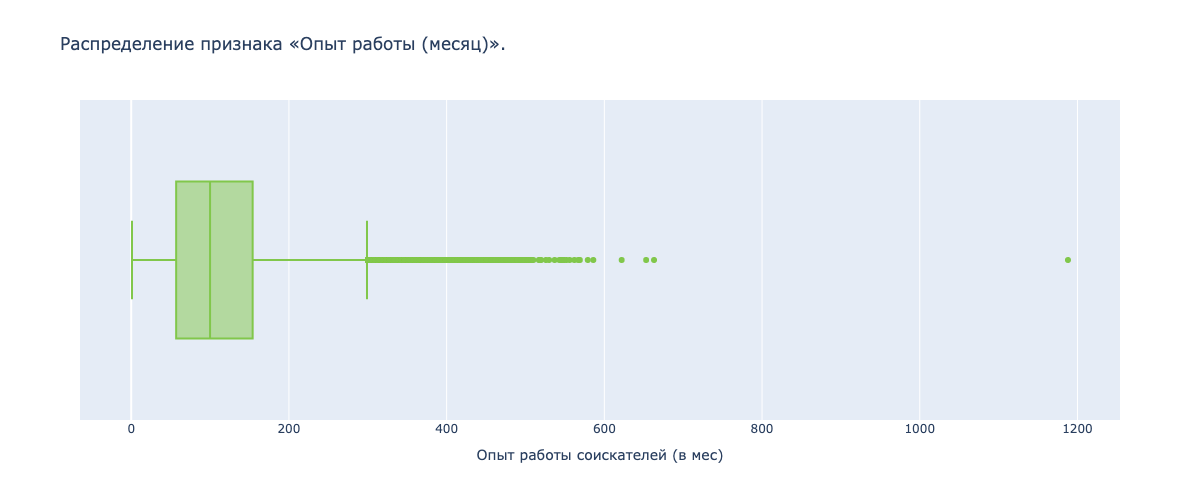 Распределение признака «Опыт работы (месяц)».
0 200 400 600 800 1000 1200
Опыт работы соискателей (в мес)